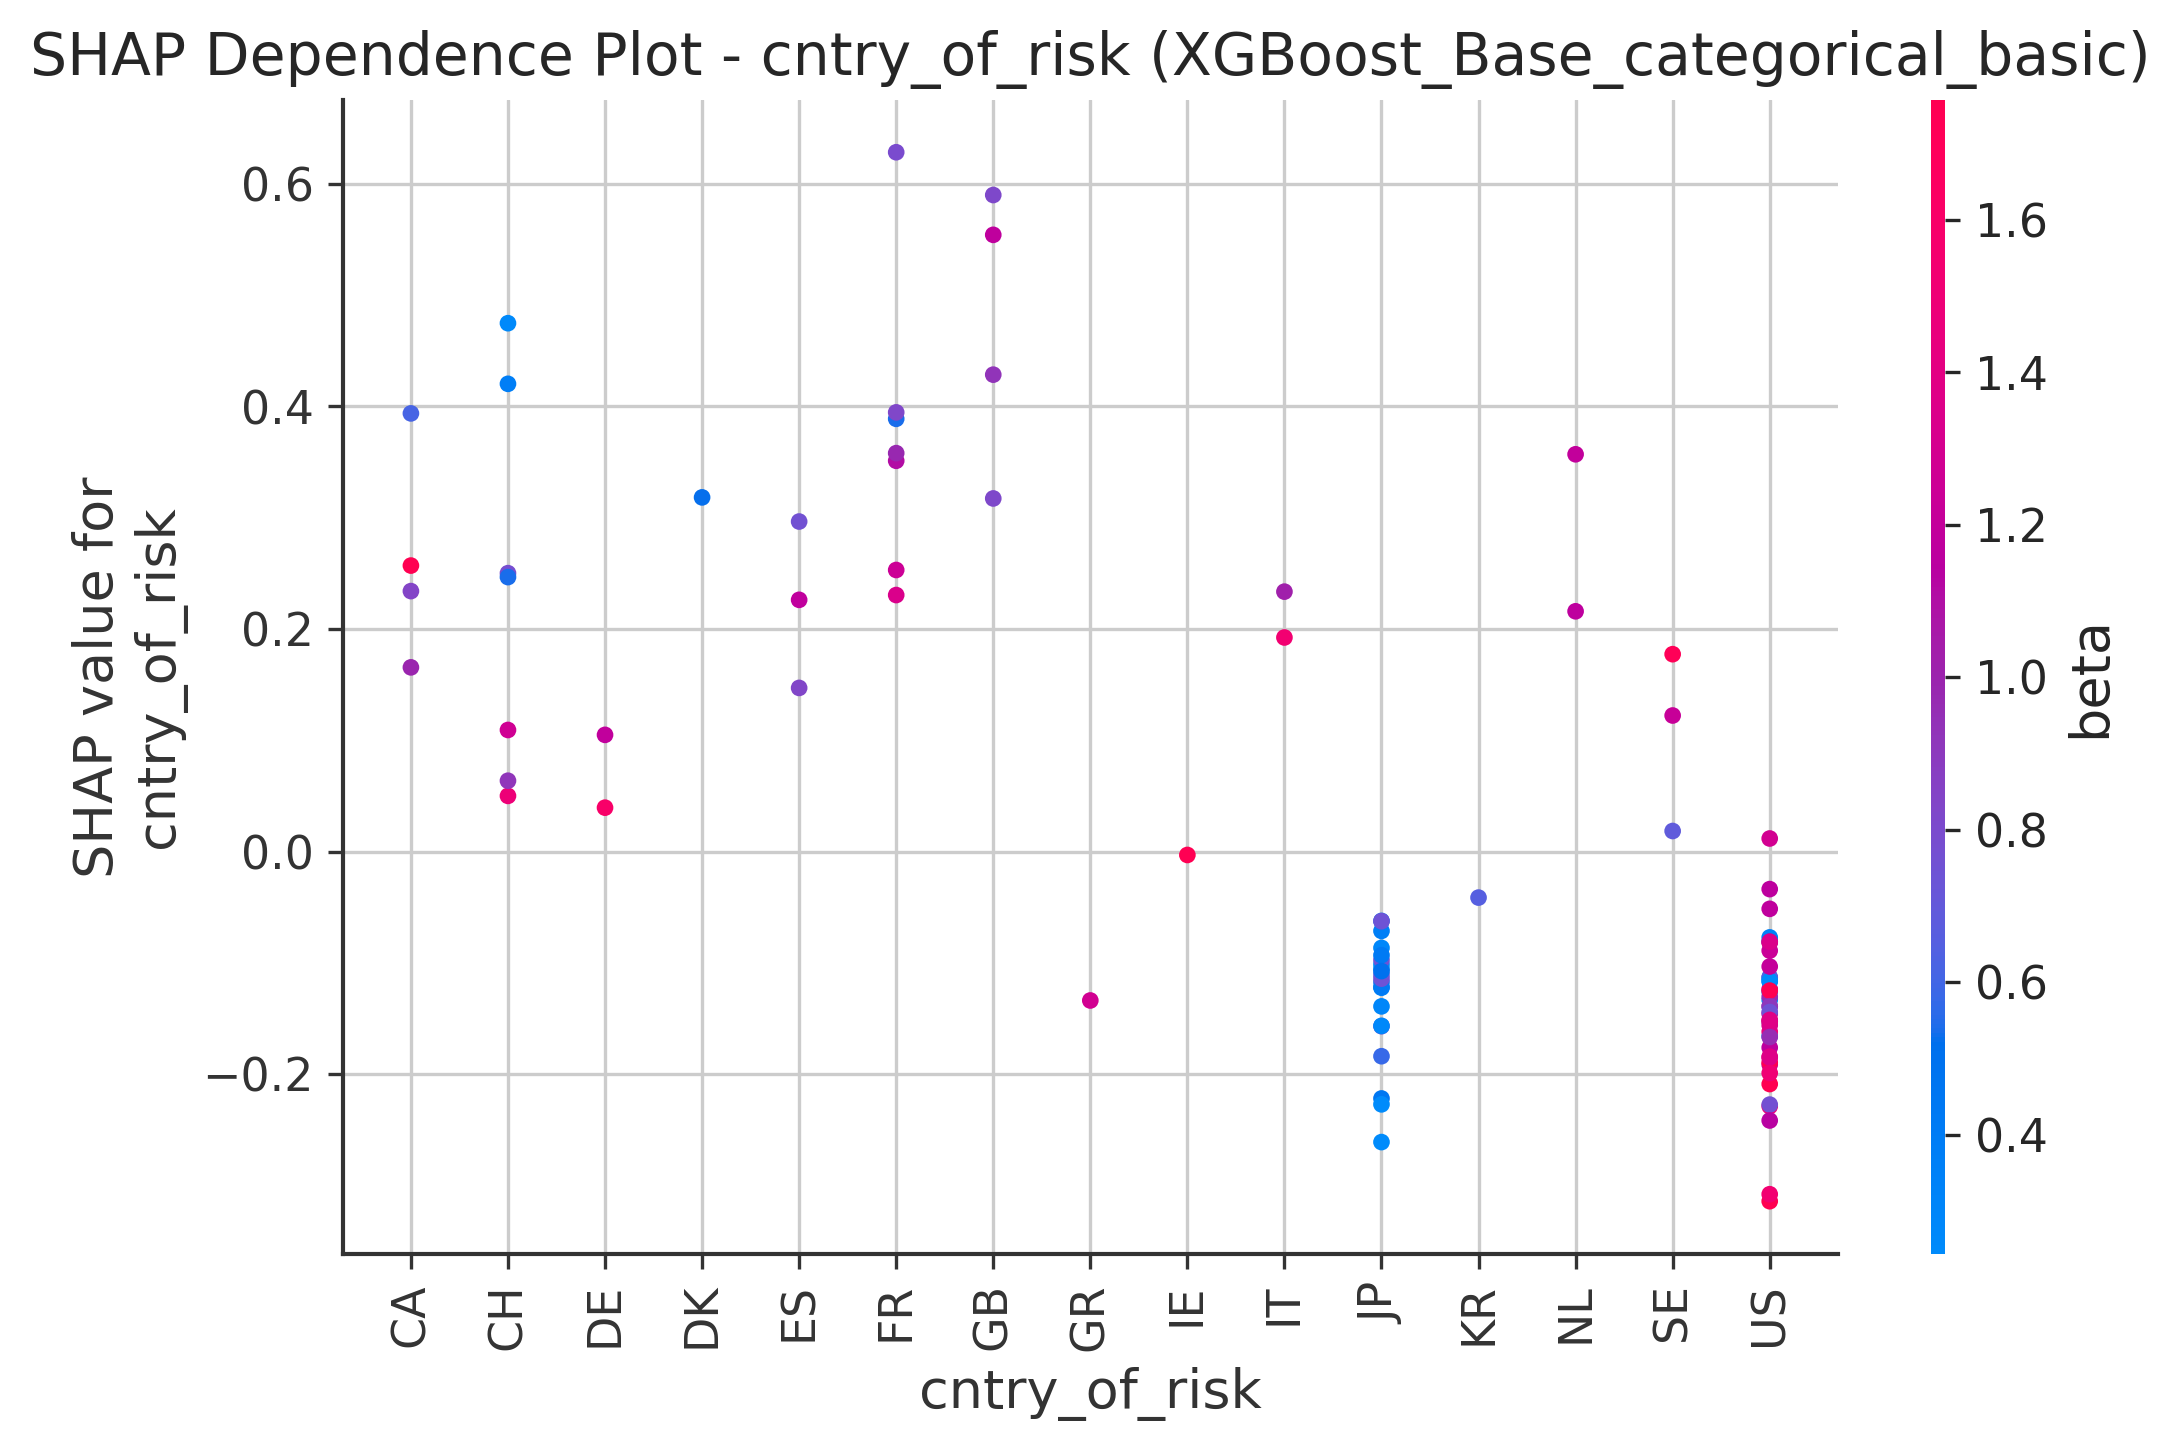 SHAP Dependence Plot - cntry_of_risk (XGBoost_Base_categorical_basic)
SHAP value for
cntry_of_risk
0.6
0.4
0.2
0.0
−0.2
CA
CH
DE
DK
ES
FR
GB
GR
IE
IT
JP
KR
NL
SE
US
cntry_of_risk
1.6
1.4
1.2
1.0
0.8
0.6
0.4
beta